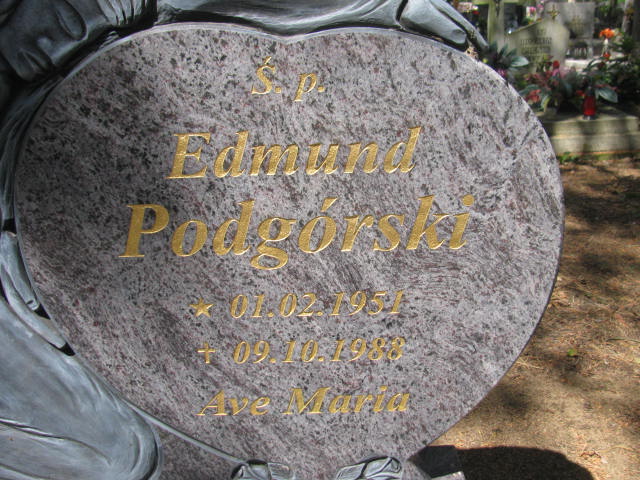 Ś. p.
Edmund
Podgórski
★ 01.02.1951
✝ 09.10.1988
Ave Maria